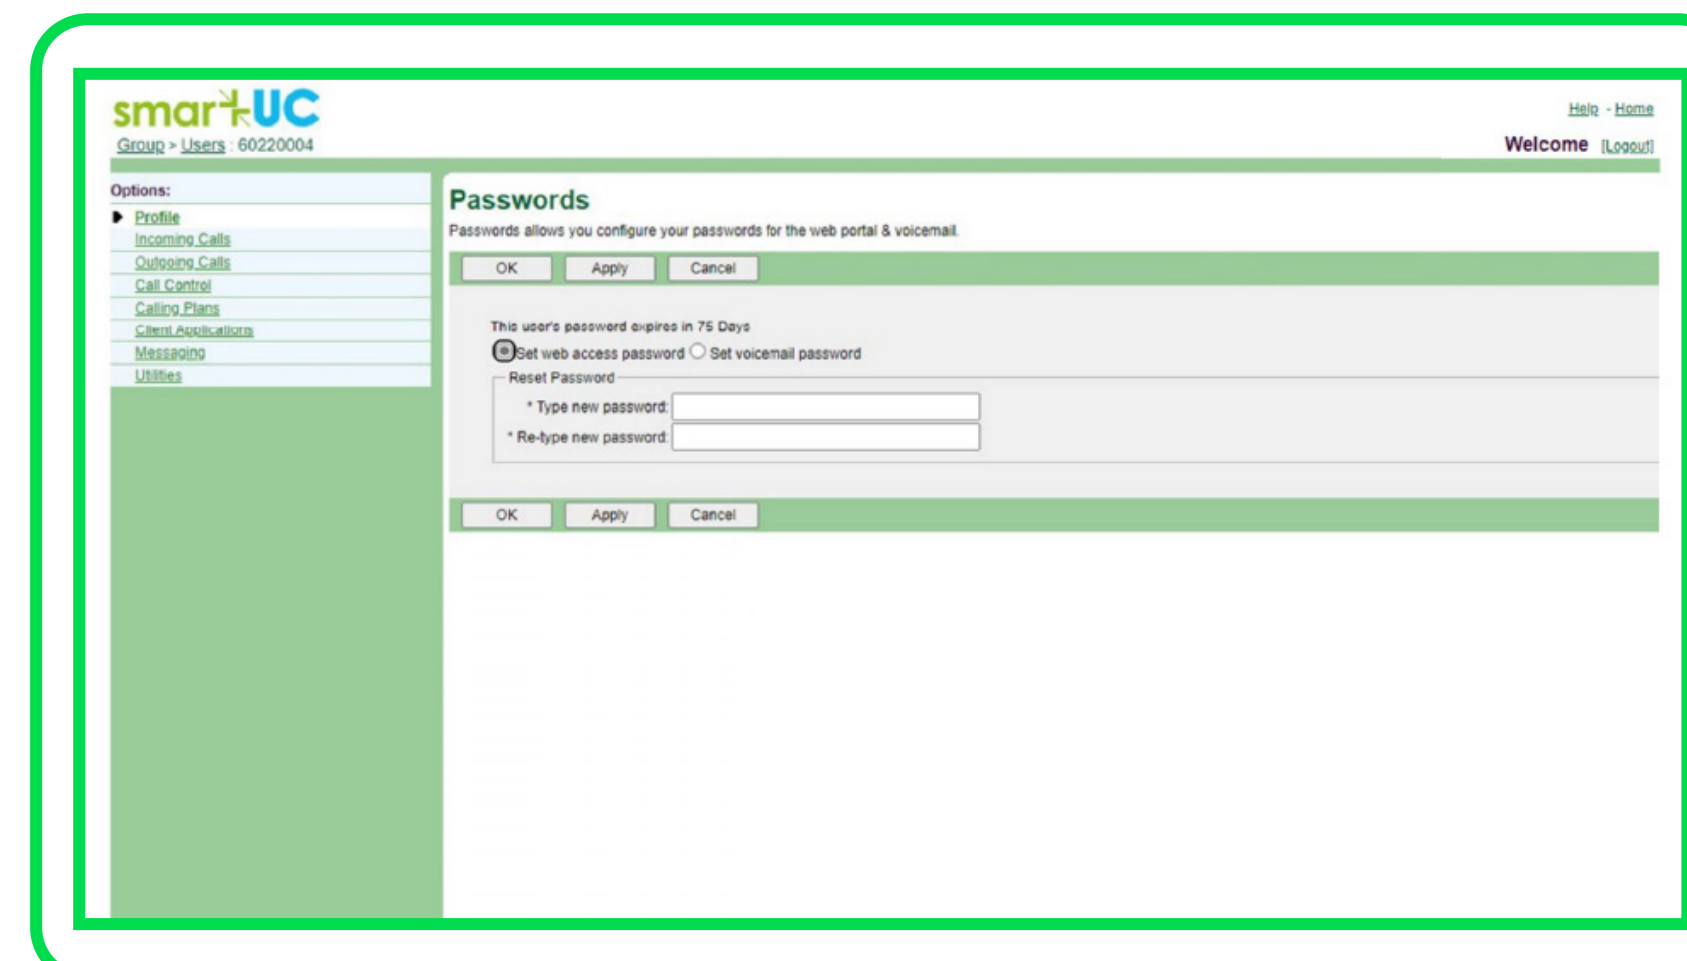 smartUC
Help - Home
Group > Users : 60220004
Welcome [Logout]
Options:
Profile
Incoming Calls
Outgoing Calls
Call Control
Calling Plans
Client Applications
Messaging
Utilities
Passwords
Passwords allows you configure your passwords for the web portal & voicemail.
OK Apply Cancel
This user's password expires in 75 Days
Set web access password Set voicemail password
Reset Password
* Type new password:
* Re-type new password:
OK Apply Cancel